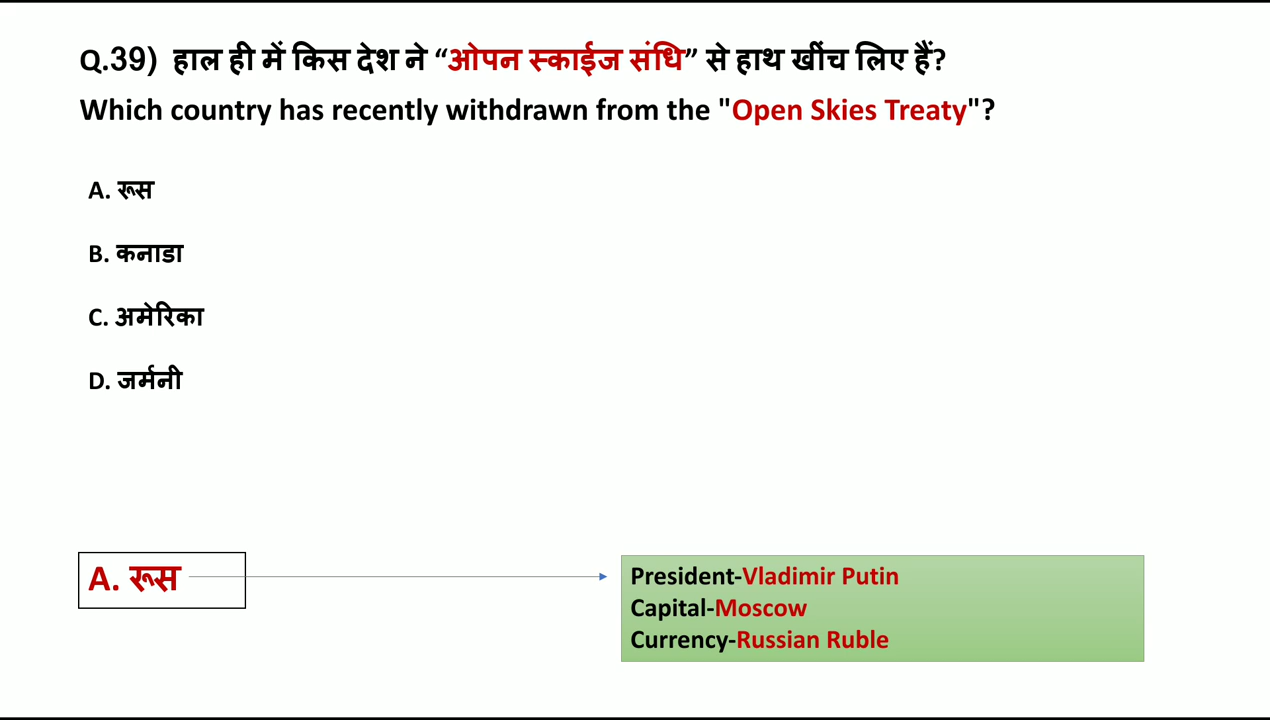 Q.39) हाल ही में किस देश ने “ओपन स्काईज संधि” से हाथ खींच लिए हैं?
Which country has recently withdrawn from the "Open Skies Treaty"?
A. रूस
B. कनाडा
C. अमेरिका
D. जर्मनी
A. रूस
President-Vladimir Putin
Capital-Moscow
Currency-Russian Ruble